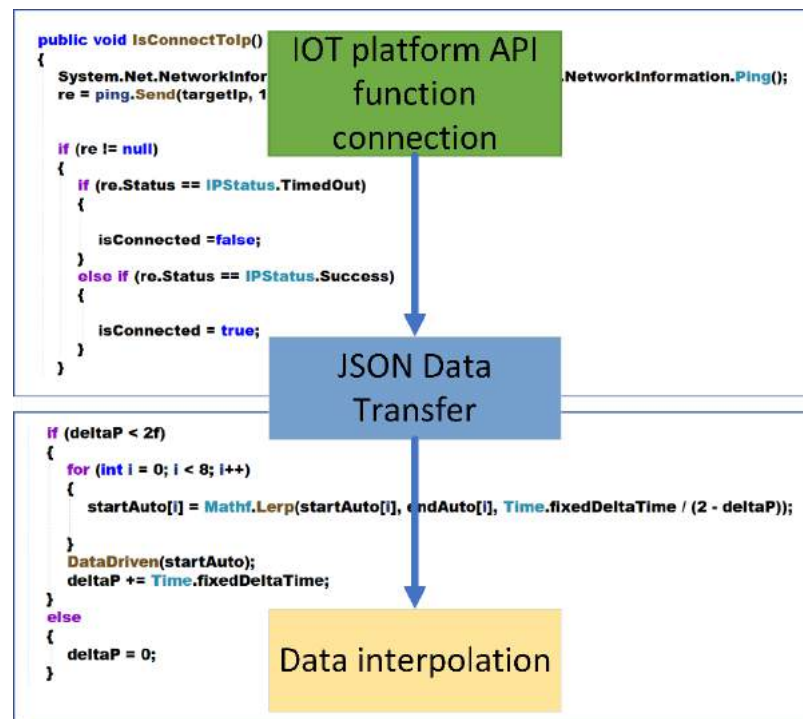 public void IsConnectToIp()
{
System.Net.NetworkInfor
.NetworkInformation.Ping();
re = ping.Send(targetIp, 1
if (re != null)
{
if (re.Status == IPStatus.TimedOut)
{
isConnected =false;
}
else if (re.Status == IPStatus.Success)
{
isConnected = true;
}
}
IOT platform API
function
connection
JSON Data
Transfer
if (deltaP < 2f)
{
for (int i = 0; i < 8; i++)
{
startAuto[i] = Mathf.Lerp(startAuto[i], endAuto[i], Time.fixedDeltaTime / (2 - deltaP));
}
DataDriven(startAuto);
deltaP += Time.fixedDeltaTime;
}
else
{
deltaP = 0;
}
Data interpolation